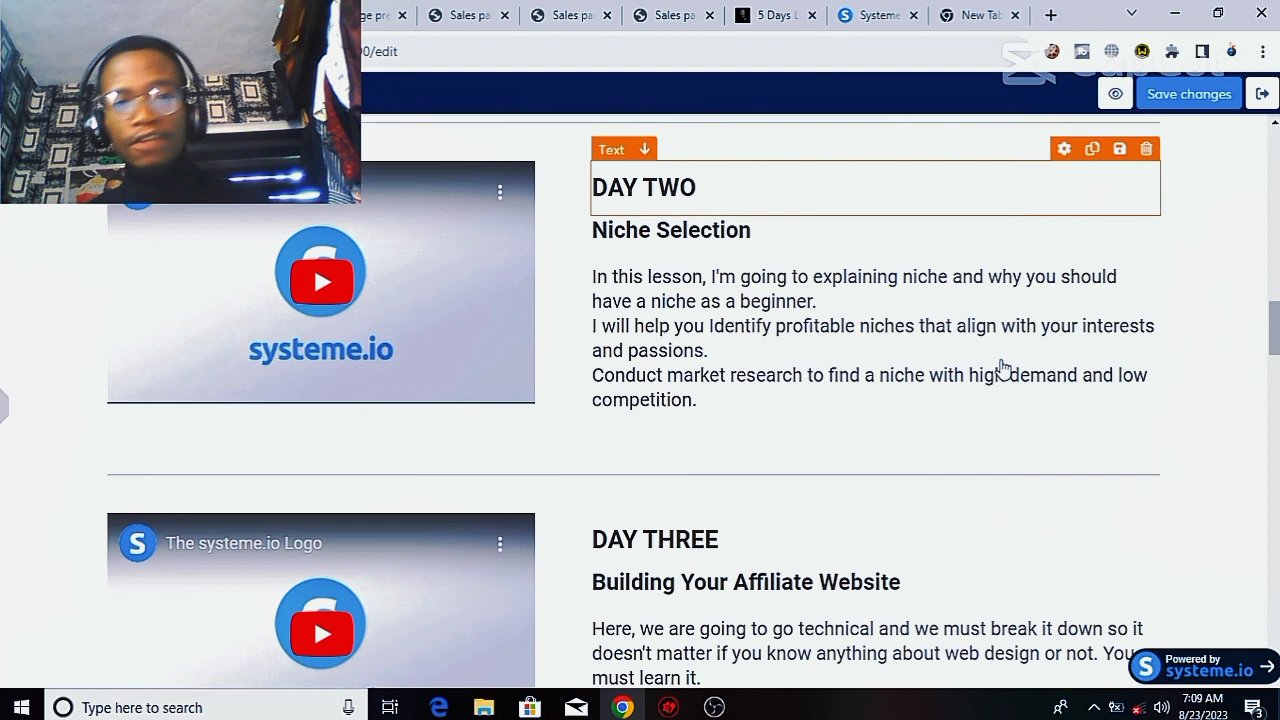 ge pre
Sales pa
Sales pa
Sales pa
5 Days L
Systeme
New Tab
0/edit
CapCut
Save changes
Text
DAY TWO
Niche Selection
In this lesson, I'm going to explaining niche and why you should
have a niche as a beginner.
I will help you Identify profitable niches that align with your interests
and passions.
Conduct market research to find a niche with high demand and low
competition.
systeme.io
The systeme.io Logo
DAY THREE
Building Your Affiliate Website
Here, we are going to go technical and we must break it down so it
doesn't matter if you know anything about web design or not. You
must learn it.
Powered by
systeme.io
Type here to search
7:09 AM
8/23/2023
3